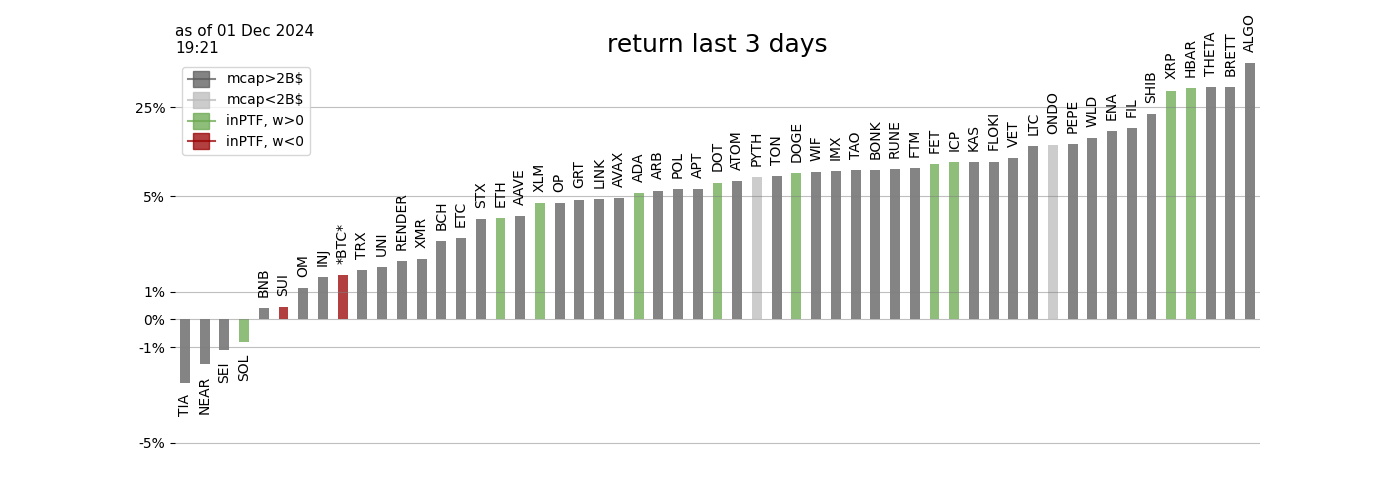 as of 01 Dec 2024
19:21
return last 3 days
mcap>2B$
mcap<2B$
inPTF, w>0
inPTF, w<0
25%
5%
1%
0%
-1%
-5%
TIA
NEAR
SEI
SOL
BNB
SUI
OM
INJ
*BTC*
TRX
UNI
RENDER
XMR
BCH
ETC
STX
ETH
AAVE
XLM
OP
GRT
LINK
AVAX
ADA
ARB
POL
APT
DOT
ATOM
PYTH
TON
DOGE
WIF
IMX
TAO
BONK
RUNE
FTM
FET
ICP
KAS
FLOKI
VET
LTC
ONDO
PEPE
WLD
ENA
FIL
SHIB
XRP
HBAR
THETA
BRETT
ALGO